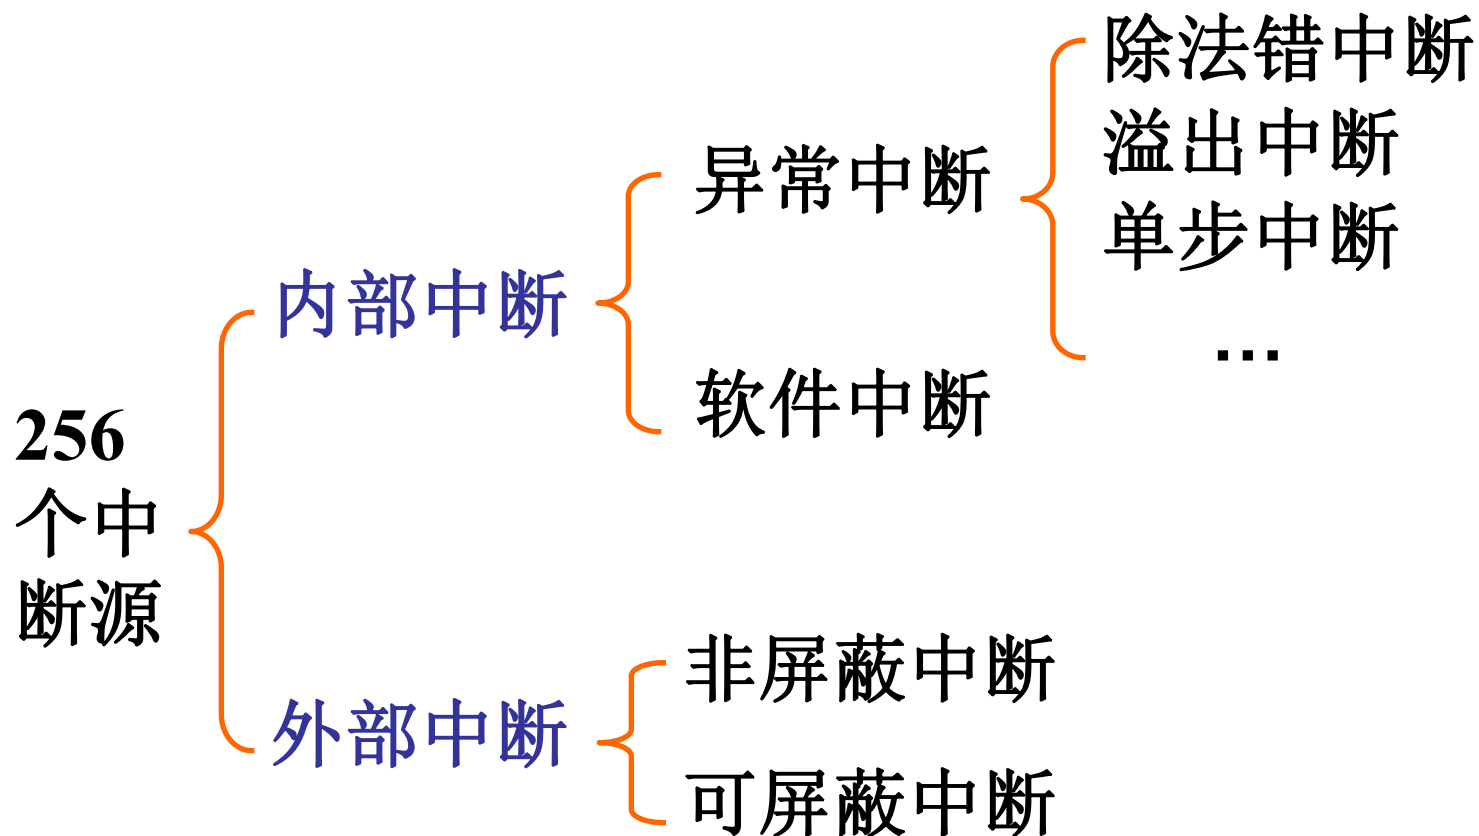 256
个中
断源
内部中断
异常中断
除法错中断
溢出中断
单步中断
...
软件中断
外部中断
非屏蔽中断
可屏蔽中断